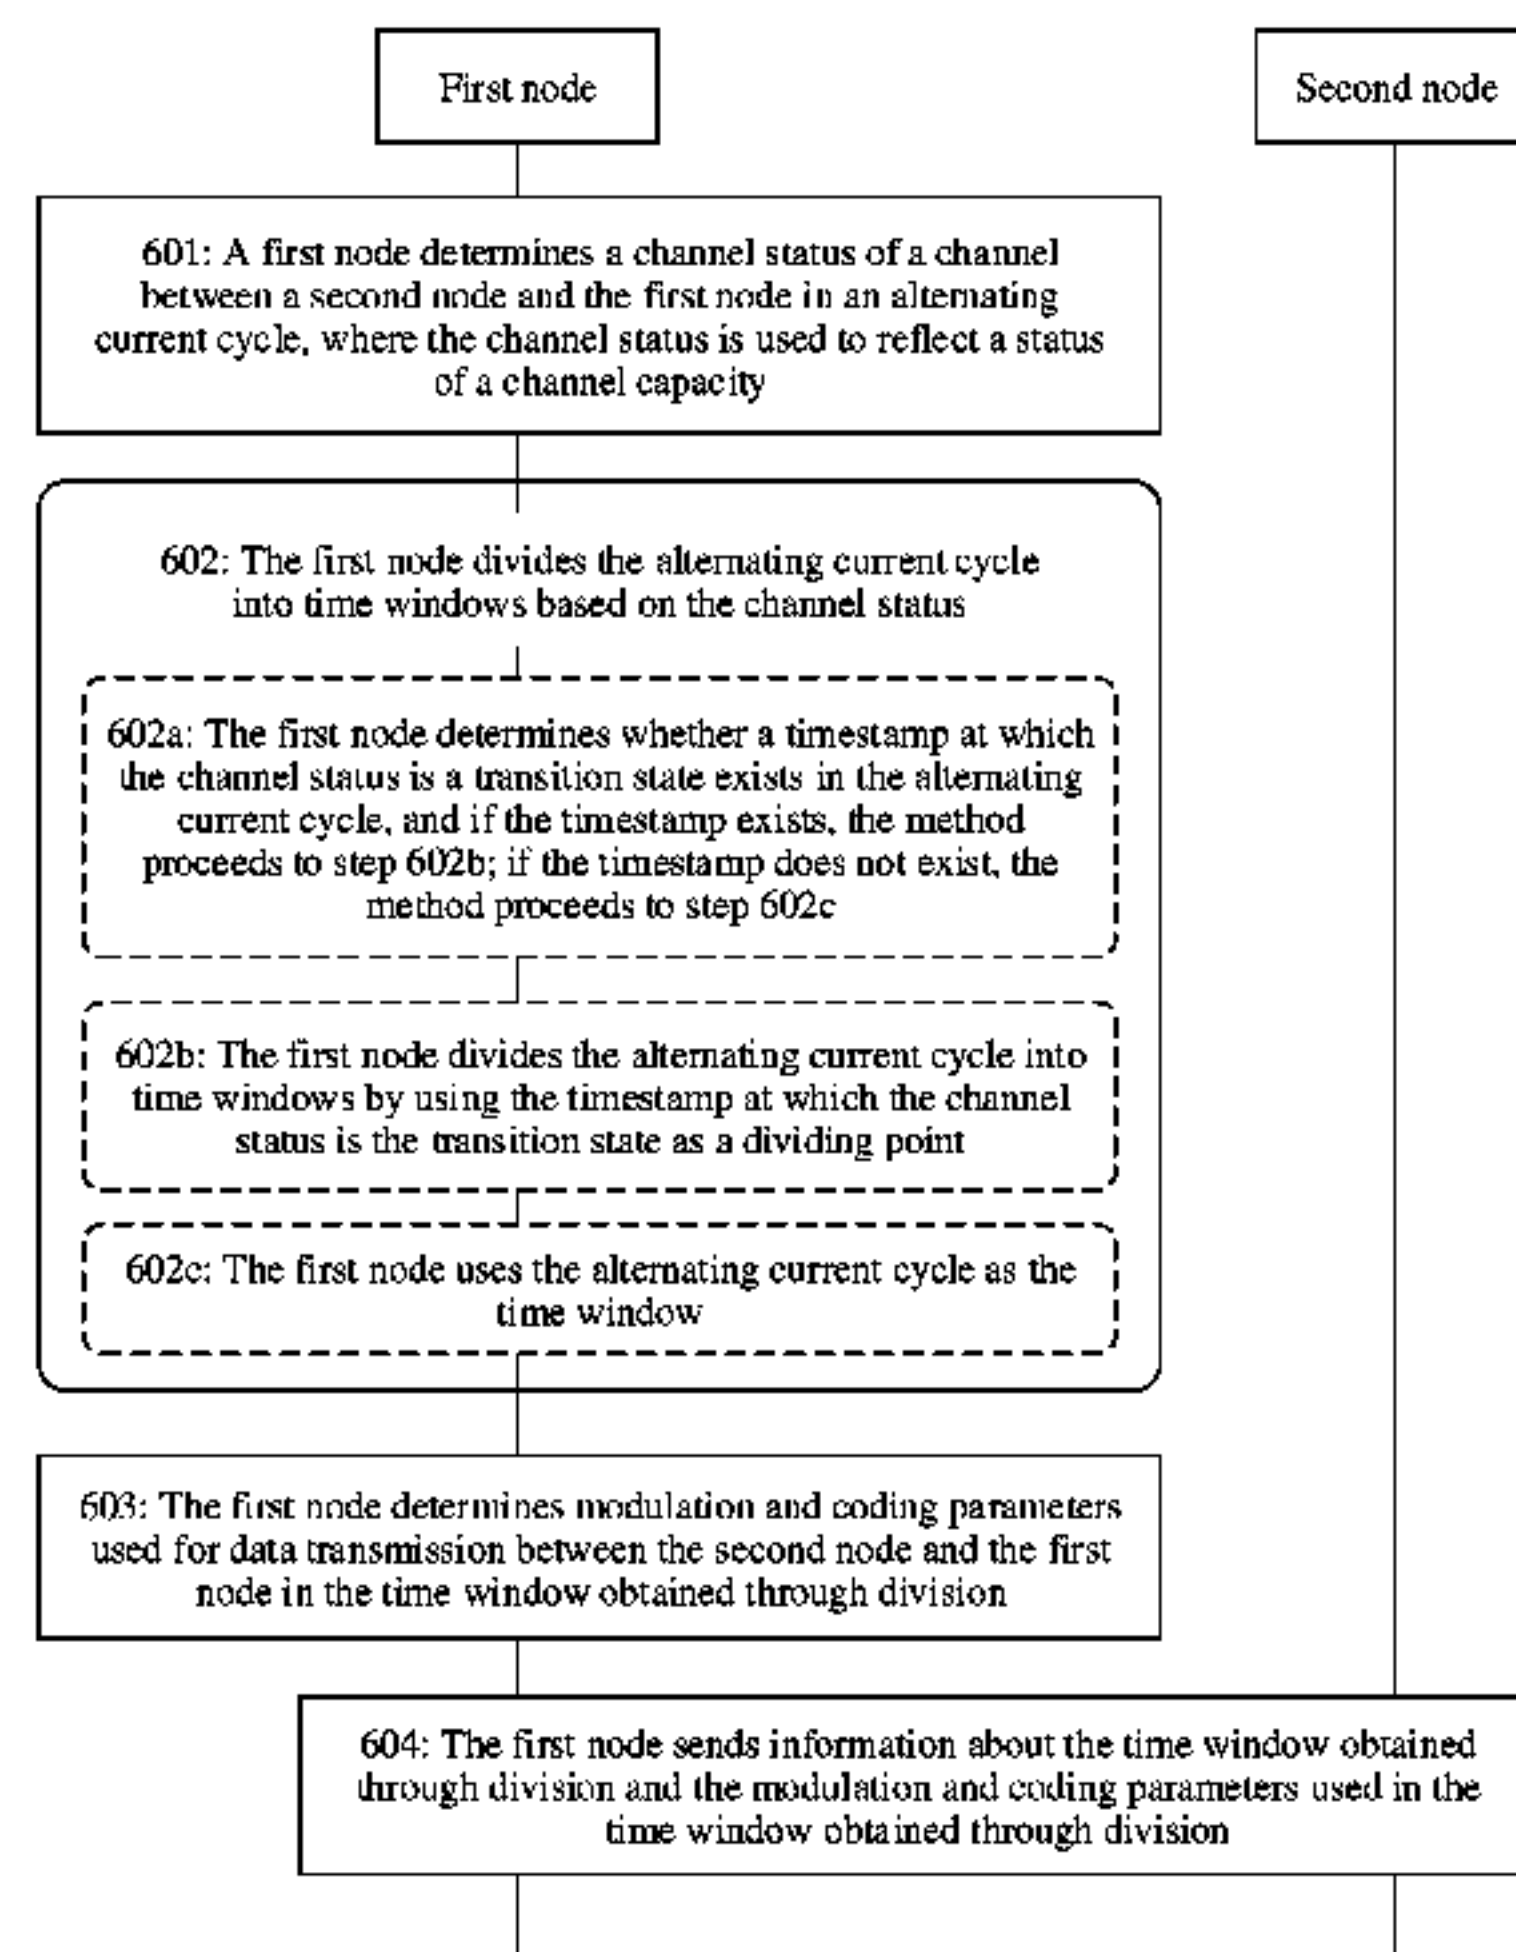 First node
Second node
601: A first node determines a channel status of a channel
between a second node and the first node in an alternating
current cycle, where the channel status is used to reflect a status
of a channel capacity
602: The first node divides the alternating current cycle
into time windows based on the channel status
602a: The first node determines whether a timestamp at which
the channel status is a transition state exists in the alternating
current cycle, and if the timestamp exists, the method
proceeds to step 602b; if the timestamp does not exist, the
method proceeds to step 602c
602b: The first node divides the alternating current cycle into
time windows by using the timestamp at which the channel
status is the transition state as a dividing point
602c: The first node uses the alternating current cycle as the
time window
603: The first node determines modulation and coding parameters
used for data transmission between the second node and the first
node in the time window obtained through division
604: The first node sends information about the time window obtained
through division and the modulation and coding parameters used in the
time window obtained through division